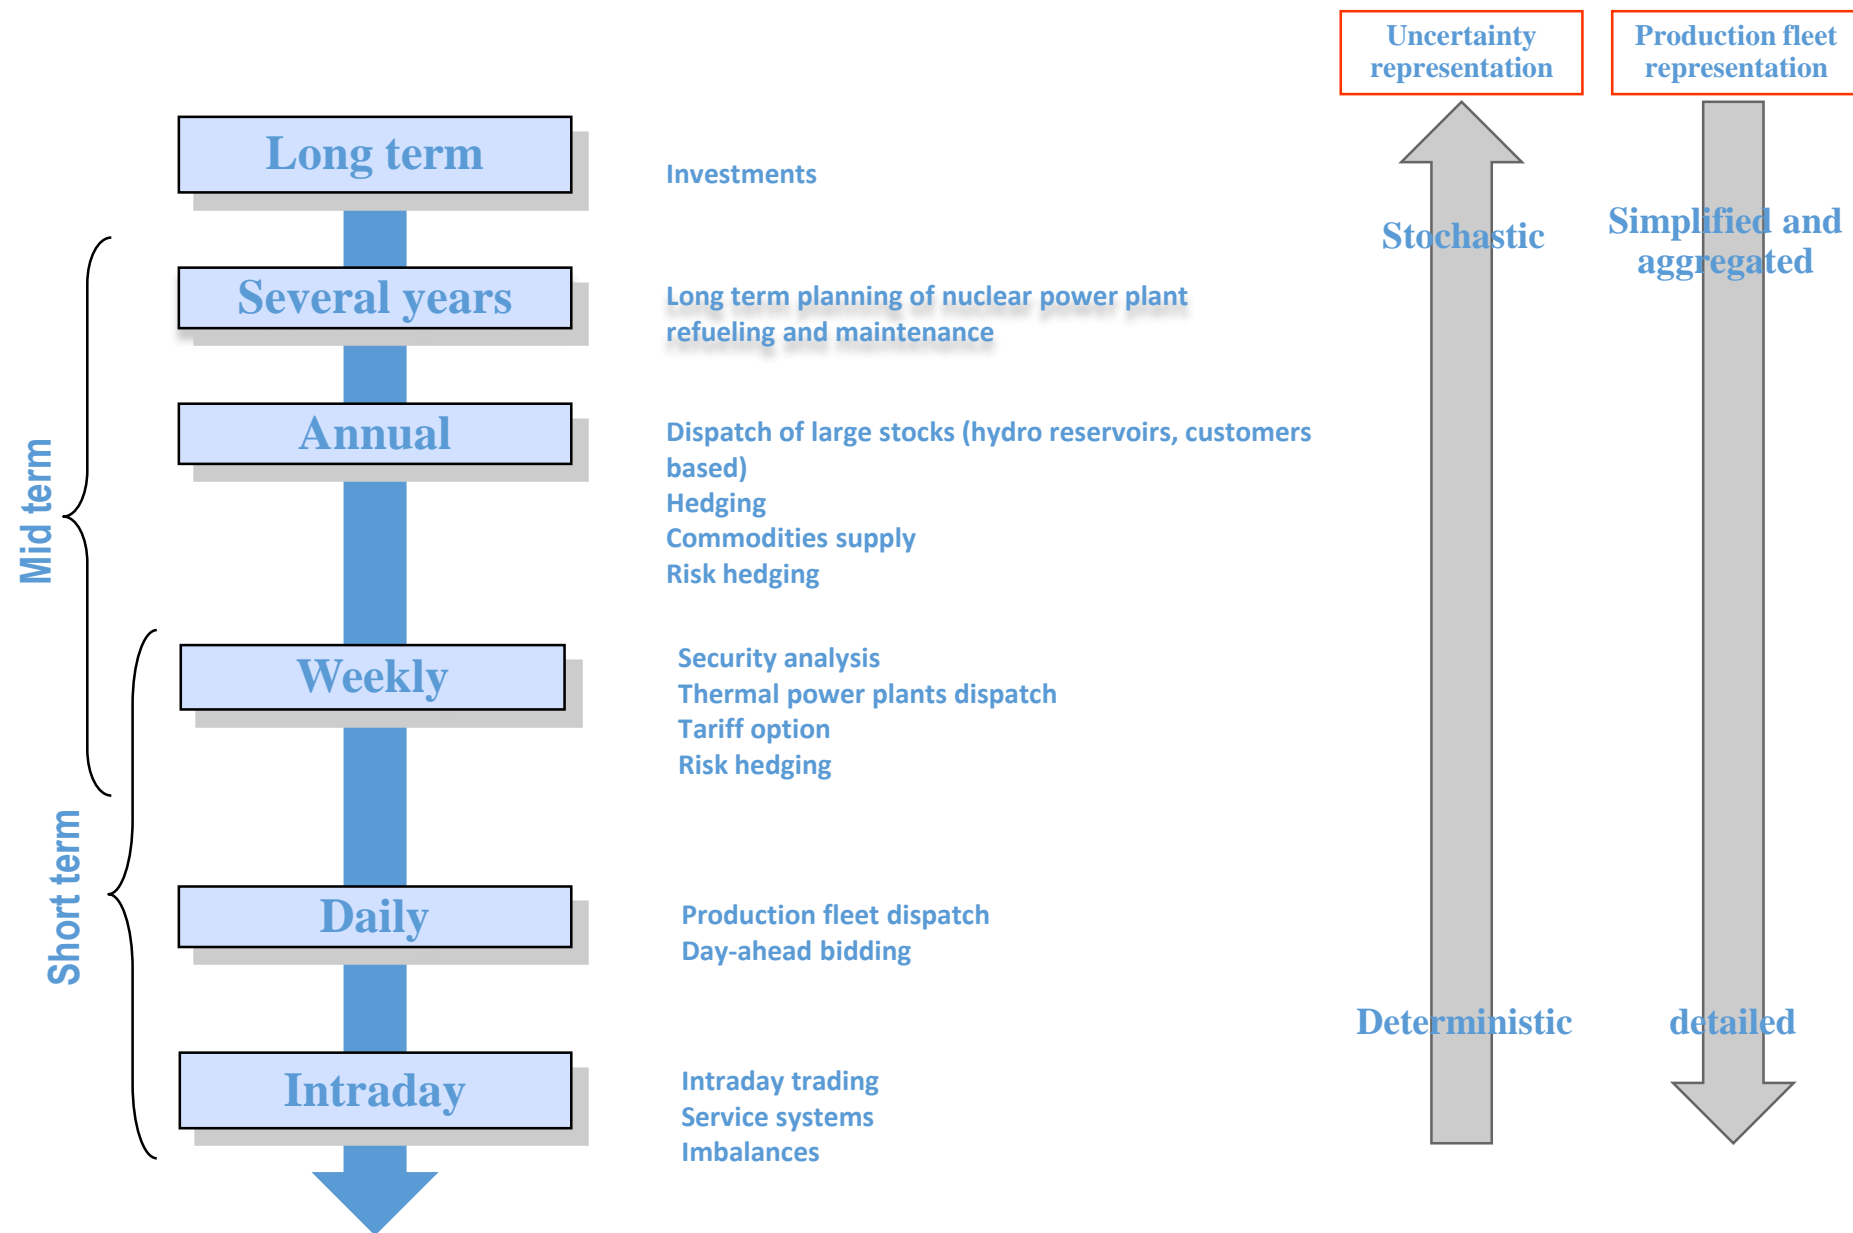 Uncertainty
representation
Production fleet
representation
Long term
Investments
Stochastic
Simplified and
aggregated
Several years
Long term planning of nuclear power plant
refueling and maintenance
Annual
Dispatch of large stocks (hydro reservoirs, customers
based)
Hedging
Commodities supply
Risk hedging
Mid term
Weekly
Security analysis
Thermal power plants dispatch
Tariff option
Risk hedging
Short term
Daily
Production fleet dispatch
Day-ahead bidding
Deterministic
detailed
Intraday
Intraday trading
Service systems
Imbalances